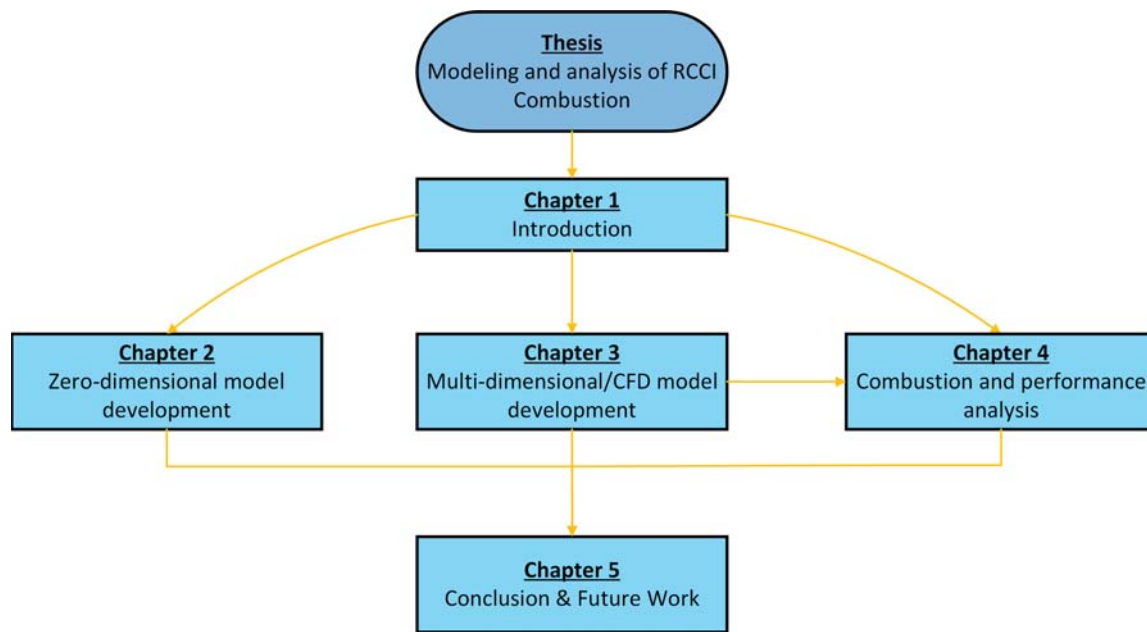 Thesis
Modeling and analysis of RCCI
Combustion
Chapter 1
Introduction
Chapter 2
Zero-dimensional model
development
Chapter 3
Multi-dimensional/CFD model
development
Chapter 4
Combustion and performance
analysis
Chapter 5
Conclusion & Future Work